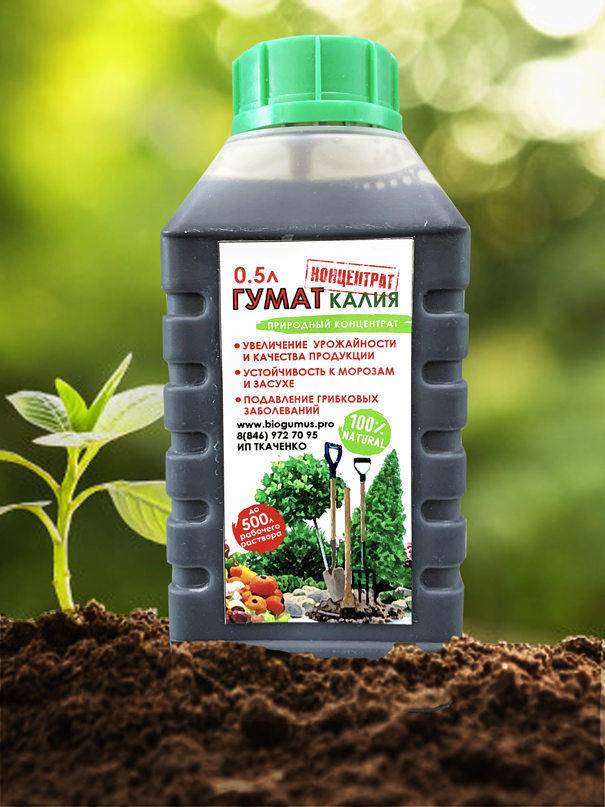 0.5л
КОНЦЕНТРАТ
ГУМАТ КАЛИЯ
ПРИРОДНЫЙ КОНЦЕНТРАТ
• УВЕЛИЧЕНИЕ УРОЖАЙНОСТИ
И КАЧЕСТВА ПРОДУКЦИИ
• УСТОЙЧИВОСТЬ К МОРОЗАМ
И ЗАСУХЕ
• ПОДАВЛЕНИЕ ГРИБКОВЫХ
ЗАБОЛЕВАНИЙ
www.biogumus.pro
8(846) 972 70 95
ИП ТКАЧЕНКО
100%
NATURAL
до
500л
рабочего
раствора